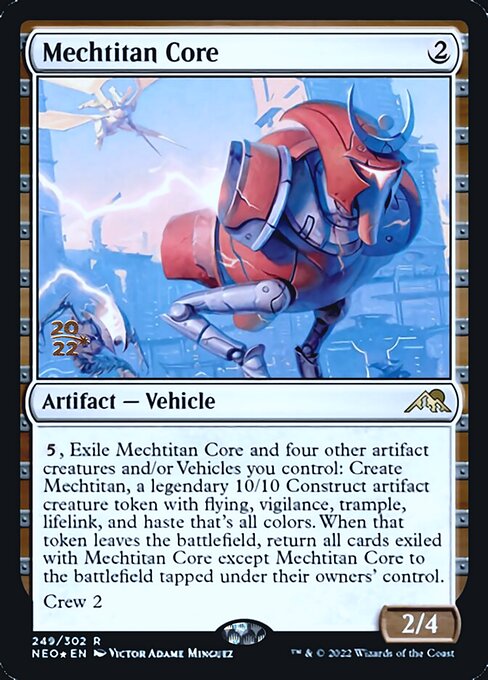 Mechtitan Core 2
20
22*
Artifact — Vehicle
5, Exile Mechtitan Core and four other artifact
creatures and/or Vehicles you control: Create
Mechtitan, a legendary 10/10 Construct artifact
creature token with flying, vigilance, trample,
lifelink, and haste that's all colors. When that
token leaves the battlefield, return all cards exiled
with Mechtitan Core except Mechtitan Core to
the battlefield tapped under their owners' control.
Crew 2
2/4
249/302 R
NEO★EN Victor Adame Minguez
™ & © 2022 Wizards of the Coast